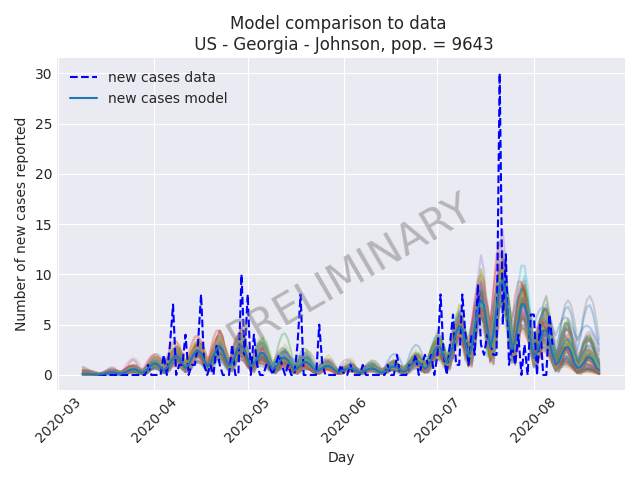 Model comparison to data
US - Georgia - Johnson, pop. = 9643
new cases data
new cases model
PRELIMINARY
Number of new cases reported
30
25
20
15
10
5
0
2020-03
2020-04
2020-05
2020-06
2020-07
2020-08
Day